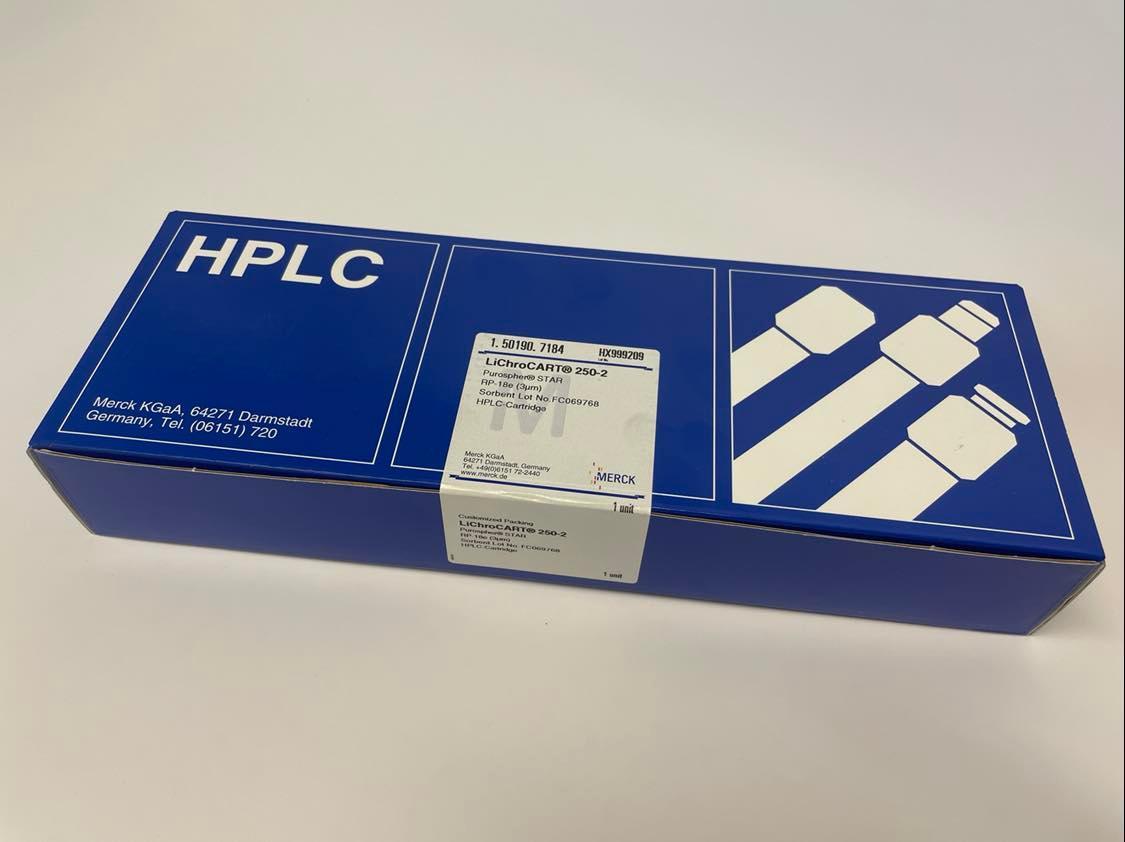 HPLC
Merck KGaA, 64271 Darmstadt
Germany, Tel. (06151) 720
1. 50190. 7184
HX999209
LiChroCART® 250-2
Purospher® STAR
RP-18e (3µm)
Sorbent Lot No. FC069768
HPLC-Cartridge
M
Merck KGaA
64271 Darmstadt, Germany
Tel. +49(0)6151 72-2440
www.merck.de
MERCK
1 unit
Customized Packing
LiChroCART® 250-2
Purospher® STAR
RP-18e (3µm)
Sorbent Lot No. FC069768
HPLC-Cartridge
1 unit